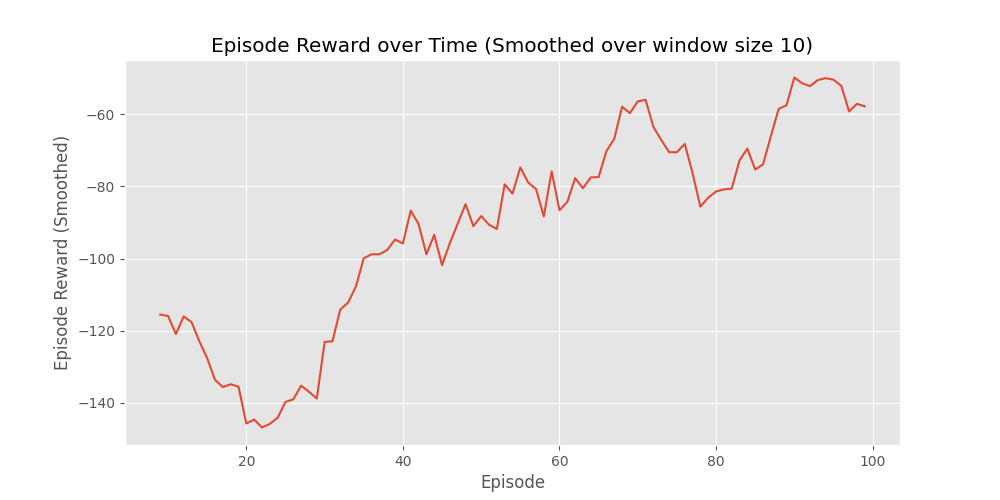 Episode Reward over Time (Smoothed over window size 10)
Episode Reward (Smoothed)
−60
−80
−100
−120
−140
20 40 60 80 100
Episode